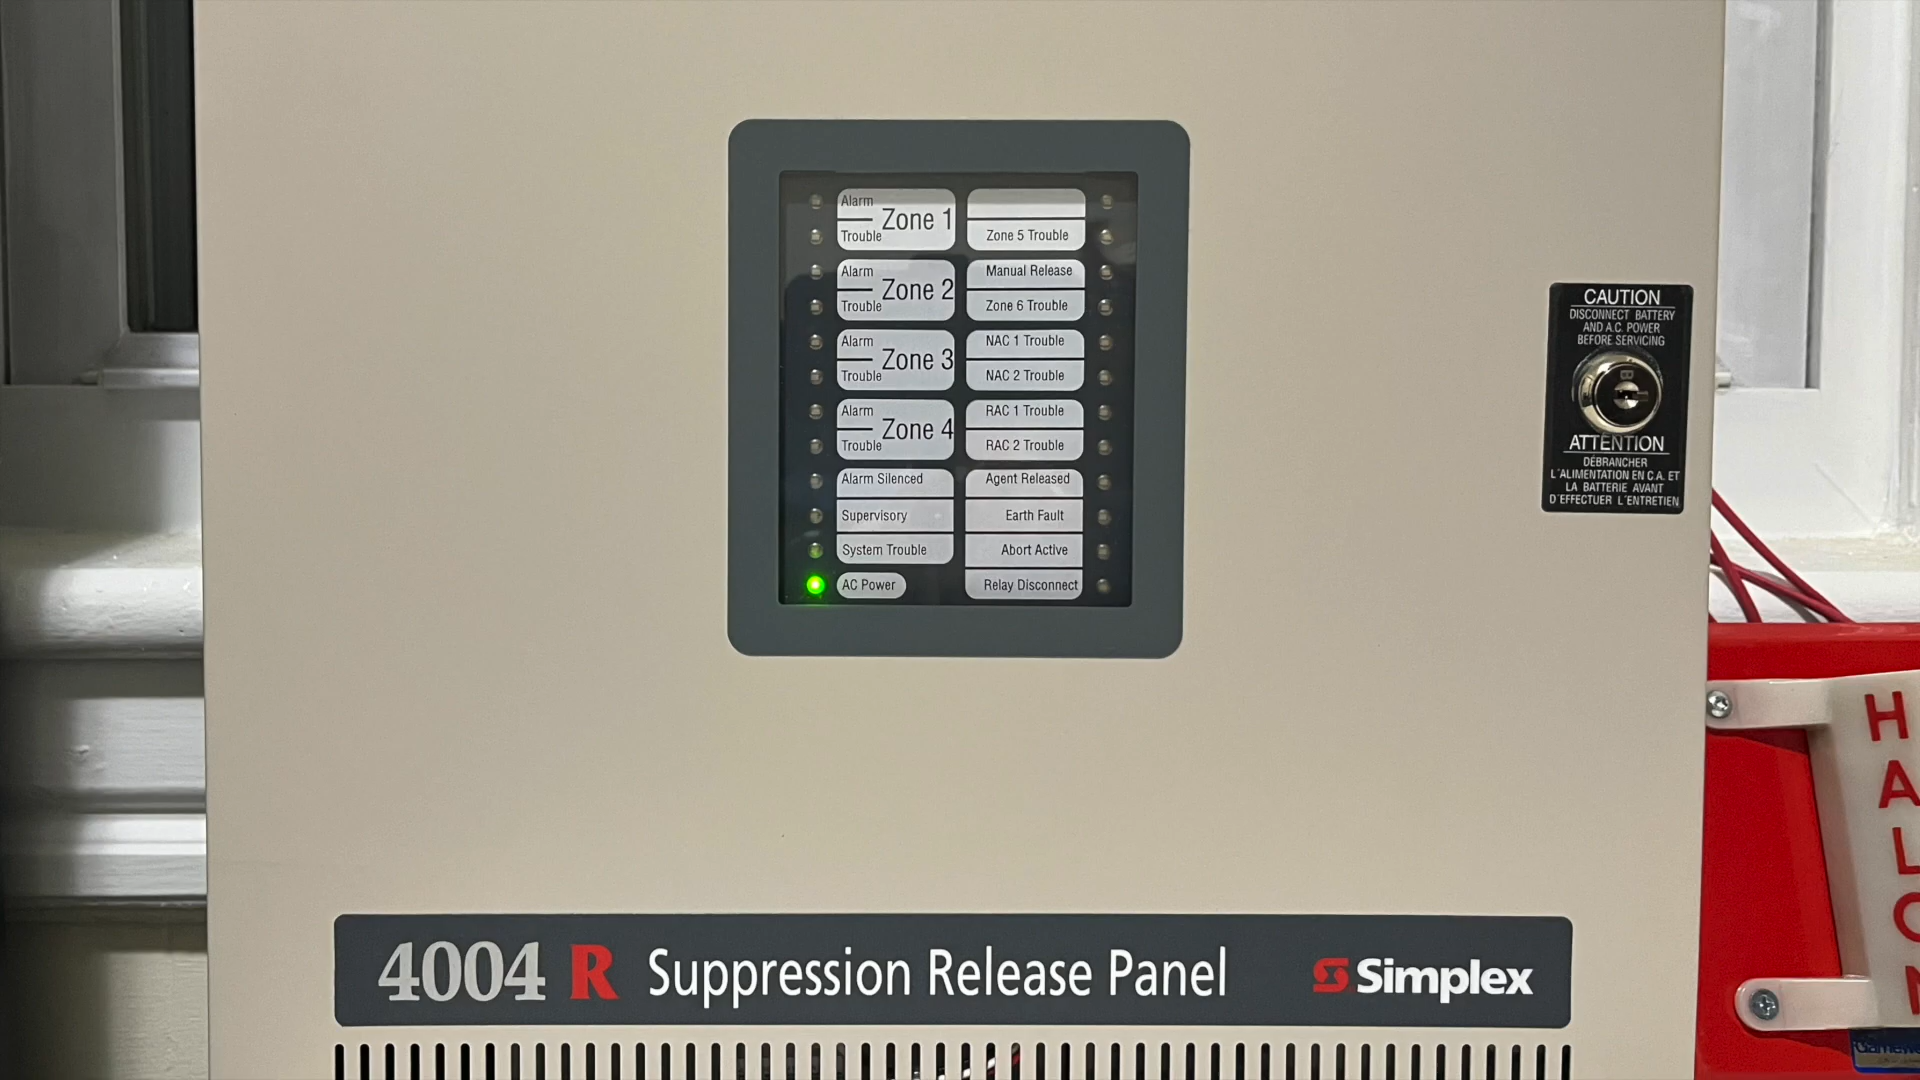 Alarm
Zone 1
Trouble
Zone 5 Trouble
Alarm
Zone 2
Trouble
Manual Release
Zone 6 Trouble
Alarm
Zone 3
Trouble
NAC 1 Trouble
NAC 2 Trouble
Alarm
Zone 4
Trouble
RAC 1 Trouble
RAC 2 Trouble
Alarm Silenced
Supervisory
System Trouble
AC Power
Agent Released
Earth Fault
Abort Active
Relay Disconnect
CAUTION
DISCONNECT BATTERY
AND A.C. POWER
BEFORE SERVICING
ATTENTION
DÉBRANCHER
L'ALIMENTATION EN C.A. ET
LA BATTERIE AVANT
D'EFFECTUER L'ENTRETIEN
HALON
4004 R Suppression Release Panel
Simplex